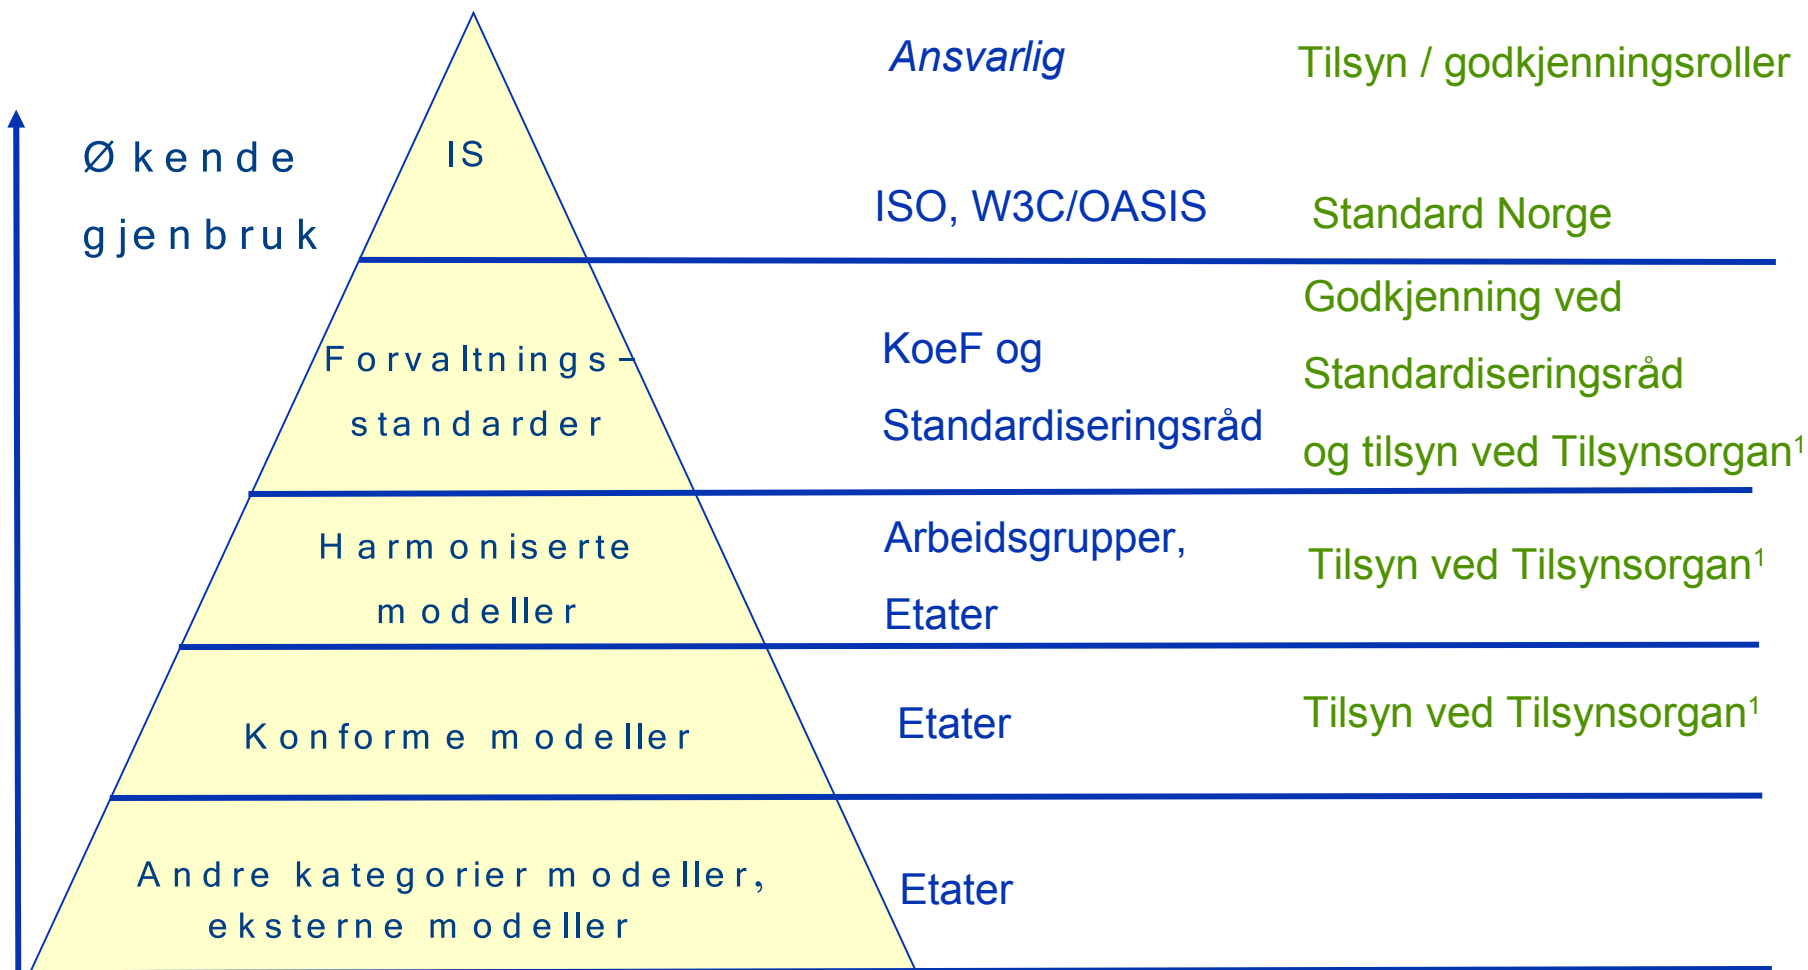 Ansvarlig
Tilsyn / godkjenningsroller
Økende
gjenbruk
IS
ISO, W3C/OASIS
Standard Norge
Forvaltnings–
standarder
KoeF og
Standardiseringsråd
Godkjenning ved
Standardiseringsråd
og tilsyn ved Tilsynsorgan¹
Harmoniserte
modeller
Arbeidsgrupper,
Etater
Tilsyn ved Tilsynsorgan¹
Konforme modeller
Etater
Tilsyn ved Tilsynsorgan¹
Andre kategorier modeller,
eksterne modeller
Etater